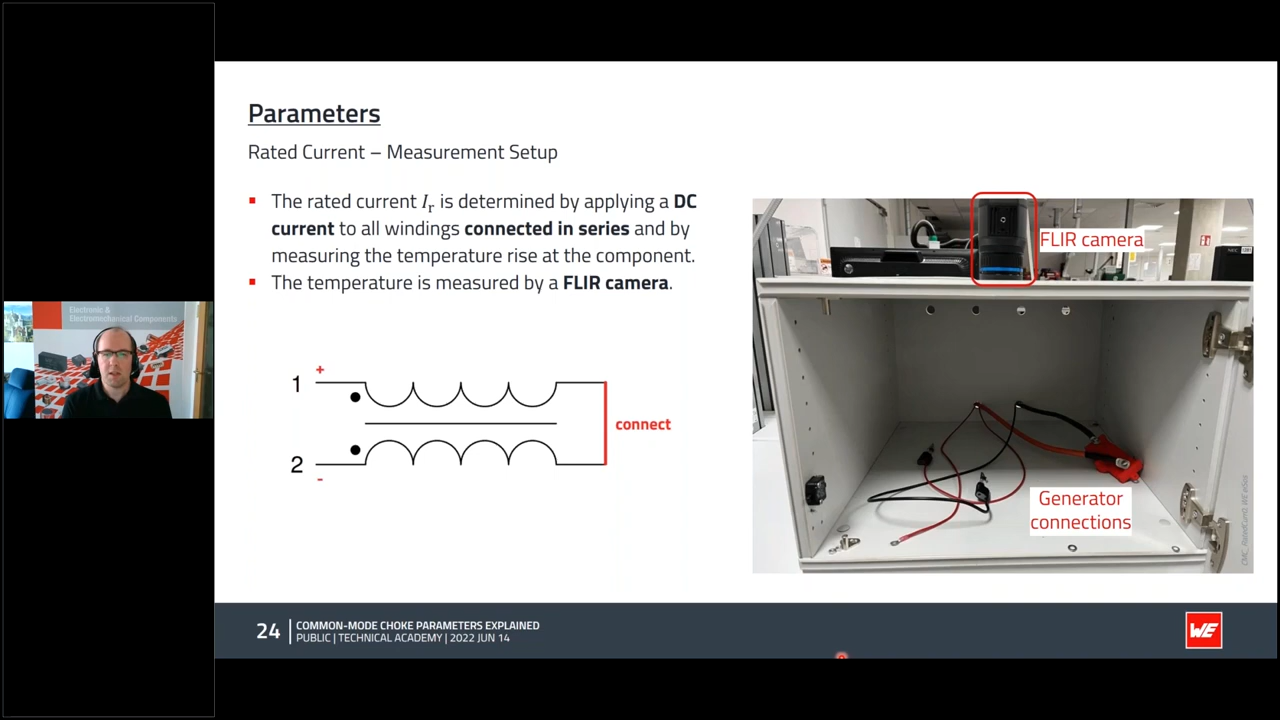 Parameters
Rated Current – Measurement Setup
▪ The rated current Iᵣ is determined by applying a DC
current to all windings connected in series and by
measuring the temperature rise at the component.
▪ The temperature is measured by a FLIR camera.
1
+
connect
2
-
FLIR camera
Generator
connections
Electronic &
Electromechanical Components
24
COMMON-MODE CHOKE PARAMETERS EXPLAINED
PUBLIC | TECHNICAL ACADEMY | 2022 JUN 14
WE